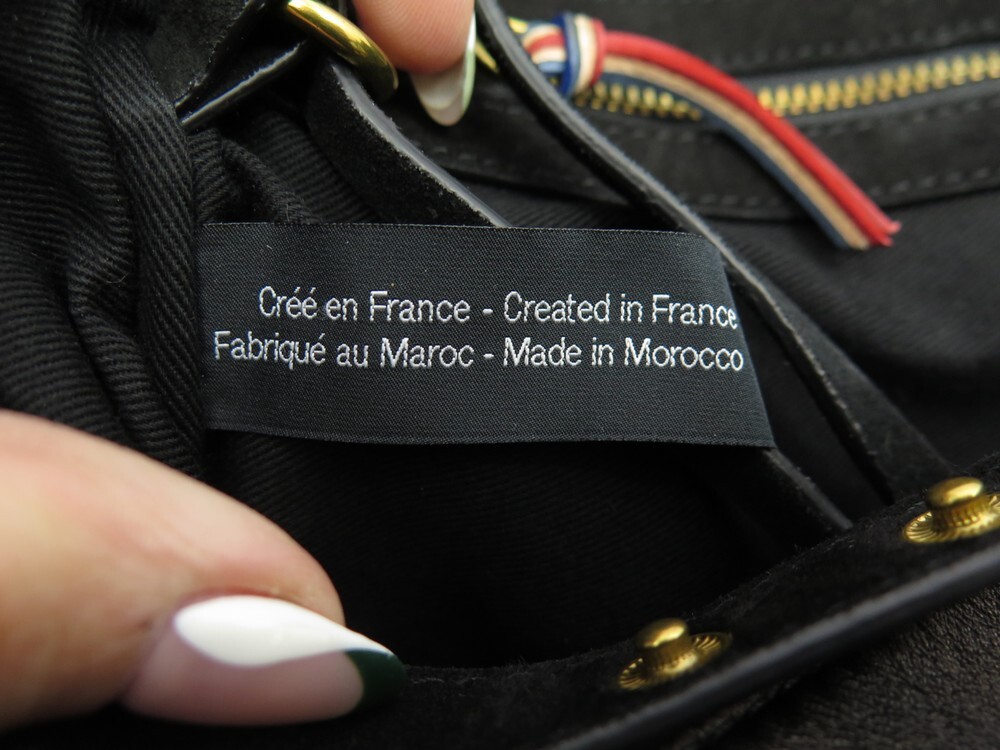 Créé en France - Created in France
Fabriqué au Maroc - Made in Morocco